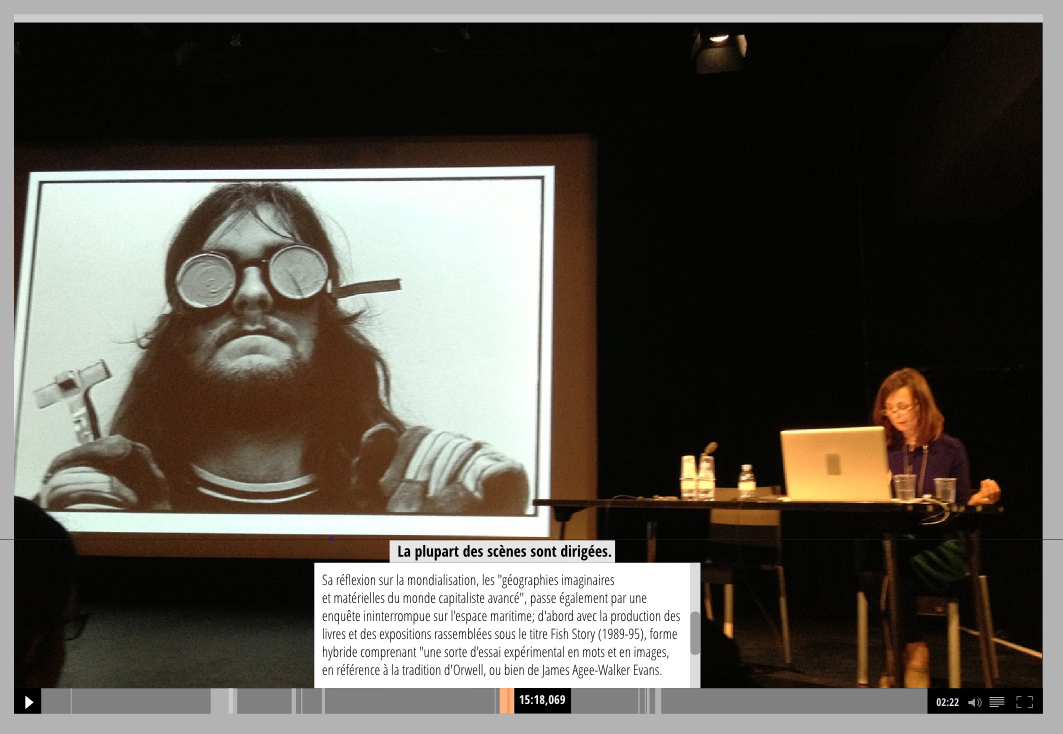 La plupart des scènes sont dirigées.
Sa réflexion sur la mondialisation, les "géographies imaginaires
et matérielles du monde capitaliste avancé", passe également par une
enquête ininterrompue sur l'espace maritime; d'abord avec la production des
livres et des expositions rassemblées sous le titre Fish Story (1989-95), forme
hybride comprenant "une sorte d'essai expérimental en mots et en images,
en référence à la tradition d'Orwell, ou bien de James Agee-Walker Evans.
15:18,069
02:22